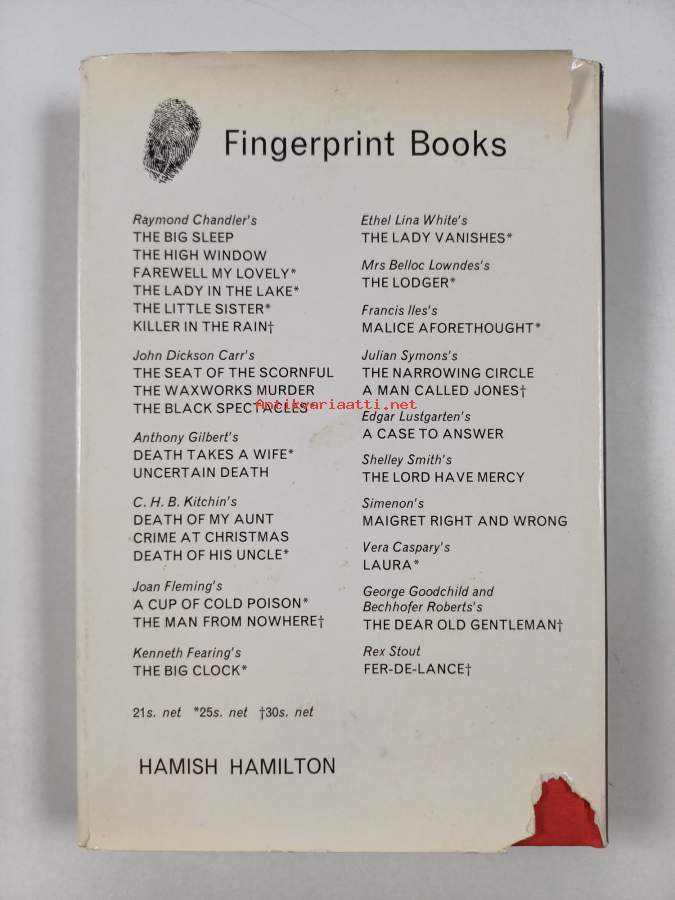 Fingerprint Books
Raymond Chandler's
THE BIG SLEEP
THE HIGH WINDOW
FAREWELL MY LOVELY*
THE LADY IN THE LAKE*
THE LITTLE SISTER*
KILLER IN THE RAIN†
John Dickson Carr's
THE SEAT OF THE SCORNFUL
THE WAXWORKS MURDER
THE BLACK SPECTACLES*
Anthony Gilbert's
DEATH TAKES A WIFE*
UNCERTAIN DEATH
C. H. B. Kitchin's
DEATH OF MY AUNT
CRIME AT CHRISTMAS
DEATH OF HIS UNCLE*
Joan Fleming's
A CUP OF COLD POISON*
THE MAN FROM NOWHERE†
Kenneth Fearing's
THE BIG CLOCK*
Ethel Lina White's
THE LADY VANISHES*
Mrs Belloc Lowndes's
THE LODGER*
Francis Iles's
MALICE AFORETHOUGHT*
Julian Symons's
THE NARROWING CIRCLE
A MAN CALLED JONES†
Edgar Lustgarten's
A CASE TO ANSWER
Shelley Smith's
THE LORD HAVE MERCY
Simenon's
MAIGRET RIGHT AND WRONG
Vera Caspary's
LAURA*
George Goodchild and
Bechhofer Roberts's
THE DEAR OLD GENTLEMAN†
Rex Stout
FER-DE-LANCE†
21s. net *25s. net †30s. net
HAMISH HAMILTON
antikvariaatti.net